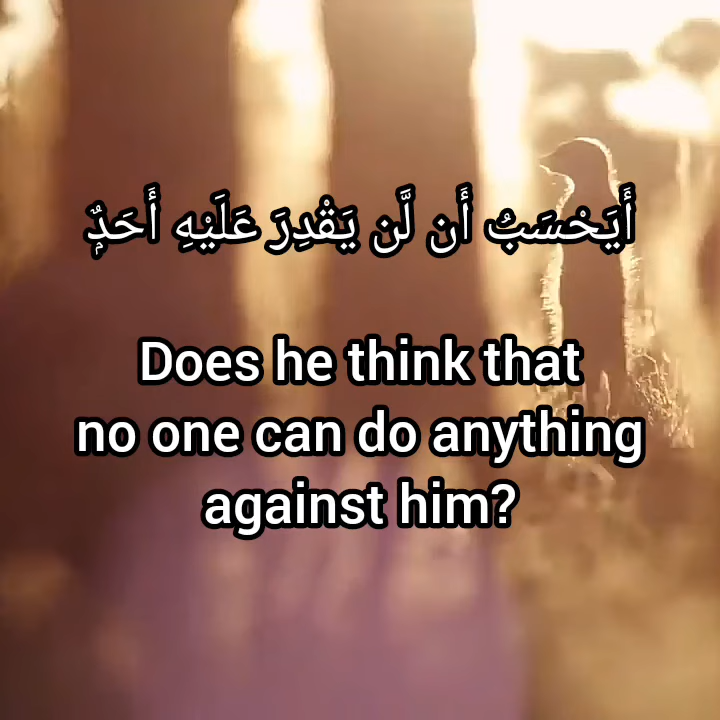 أَيَحْسَبُ أَن لَّن يَقْدِرَ عَلَيْهِ أَحَدٌۭ
Does he think that
no one can do anything
against him?